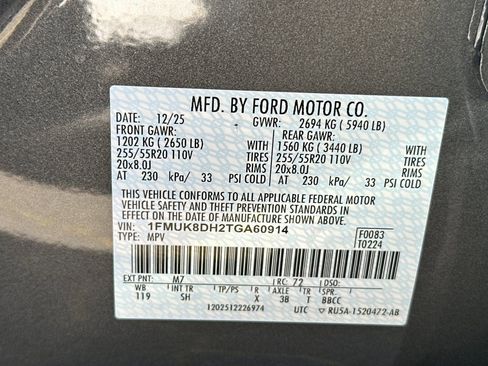 MFD. BY FORD MOTOR CO.
DATE: 12/25 GVWR: 2694 KG ( 5940 LB)
FRONT GAWR: REAR GAWR:
1202 KG ( 2650 LB) 1560 KG ( 3440 LB)
255/55R20 110V TIRES 255/55R20 110V TIRES
20x8.0J RIMS 20x8.0J RIMS
AT 230 kPa/ 33 PSI COLD AT 230 kPa/ 33 PSI COLD
THIS VEHICLE CONFORMS TO ALL APPLICABLE FEDERAL MOTOR
VEHICLE SAFETY AND THEFT PREVENTION STANDARDS IN
EFFECT ON THE DATE OF MANUFACTURE SHOWN ABOVE.
VIN: 1FMUK8DH2TGA60914 F0083
TYPE: MPV T0224
EXT PNT: M7 RC: 72 DSO:
WB INT TR TP/PS R AXLE TR SPR
119 SH X 3B T BBCC
1202512226974 UTC RU5A-1520472-AB